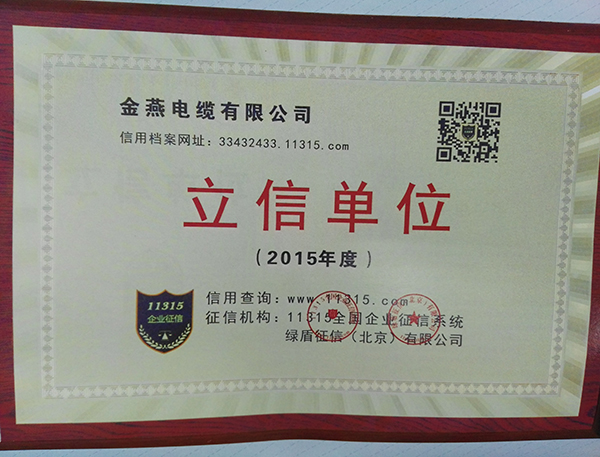 金燕电缆有限公司
信用档案网址：33432433.11315.com
立信单位
（2015年度）
11315
企业征信
信用查询：www.11315.com
征信机构：11315全国企业征信系统
绿盾征信（北京）有限公司